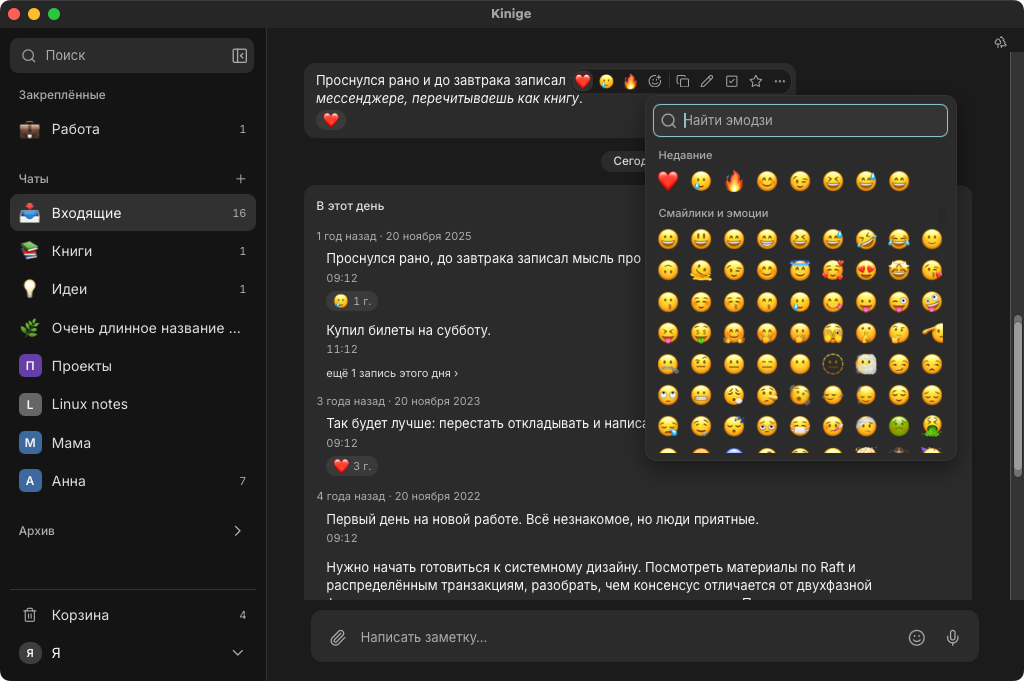 Kinige
Поиск
Закреплённые
Работа 1
Чаты
Входящие 16
Книги 1
Идеи 1
Очень длинное название ...
П Проекты
L Linux notes
М Мама
А Анна 7
Архив
Корзина 4
Я Я
Проснулся рано и до завтрака записал
мессенджере, перечитываешь как книгу.
Найти эмодзи
Недавние
Смайлики и эмоции
В этот день
1 год назад · 20 ноября 2025
Проснулся рано, до завтрака записал мысль про
09:12
1 г.
Купил билеты на субботу.
11:12
ещё 1 запись этого дня ›
3 года назад · 20 ноября 2023
Так будет лучше: перестать откладывать и
09:12
3 г.
4 года назад · 20 ноября 2022
Первый день на новой работе. Всё незнакомое, но люди приятные.
09:12
Нужно начать готовиться к системному дизайну. Посмотреть материалы по Raft и
распределённым транзакциям, разобрать, чем консенсус отличается от двухфазной
Написать заметку...